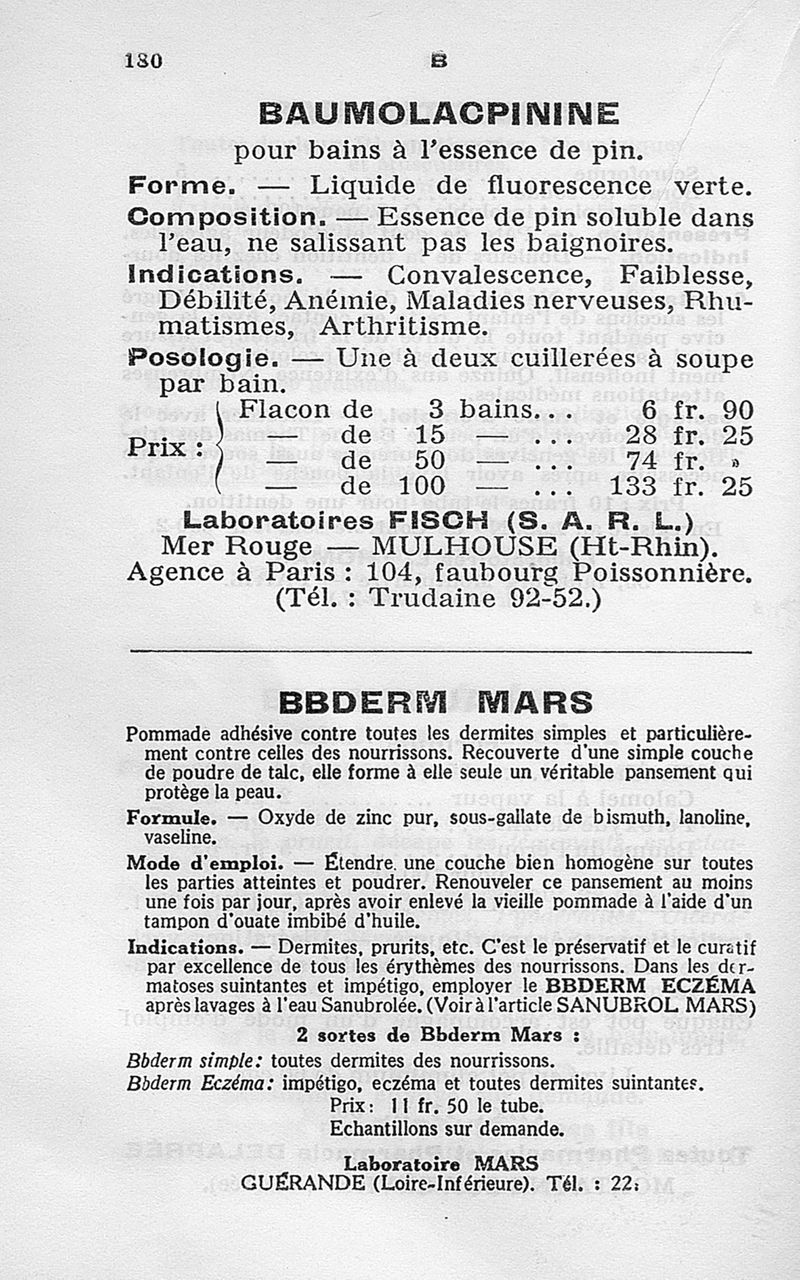 180
B
BAUMOLACPININE
pour bains à l'essence de pin.
Forme. — Liquide de fluorescence verte.
Composition. — Essence de pin soluble dans
l'eau, ne salissant pas les baignoires.
Indications. — Convalescence, Faiblesse,
Débilité, Anémie, Maladies nerveuses, Rhu-
matismes, Arthritisme.
Posologie. — Une à deux cuillerées à soupe
par bain.
Prix : { Flacon de 3 bains... 6 fr. 90
— de 15 — ... 28 fr. 25
— de 50 — ... 74 fr. »
— de 100 — ... 133 fr. 25
Laboratoires FISCH (S. A. R. L.)
Mer Rouge — MULHOUSE (Ht-Rhin).
Agence à Paris : 104, faubourg Poissonnière.
(Tél. : Trudaine 92-52.)
BBDERM MARS
Pommade adhésive contre toutes les dermites simples et particulière-
ment contre celles des nourrissons. Recouverte d'une simple couche
de poudre de talc, elle forme à elle seule un véritable pansement qui
protège la peau.
Formule. — Oxyde de zinc pur, sous-gallate de bismuth, lanoline,
vaseline.
Mode d'emploi. — Étendre. une couche bien homogène sur toutes
les parties atteintes et poudrer. Renouveler ce pansement au moins
une fois par jour, après avoir enlevé la vieille pommade à l'aide d'un
tampon d'ouate imbibé d'huile.
Indications. — Dermites, prurits, etc. C'est le préservatif et le curatif
par excellence de tous les érythèmes des nourrissons. Dans les der-
matoses suintantes et impétigo, employer le BBDERM ECZÉMA
après lavages à l'eau Sanubrolée. (Voir à l'article SANUBROL MARS)
2 sortes de Bbderm Mars :
Bbderm simple : toutes dermites des nourrissons.
Bbderm Eczéma : impétigo, eczéma et toutes dermites suintantes.
Prix : 11 fr. 50 le tube.
Echantillons sur demande.
Laboratoire MARS
GUÉRANDE (Loire-Inférieure). Tél. : 22.